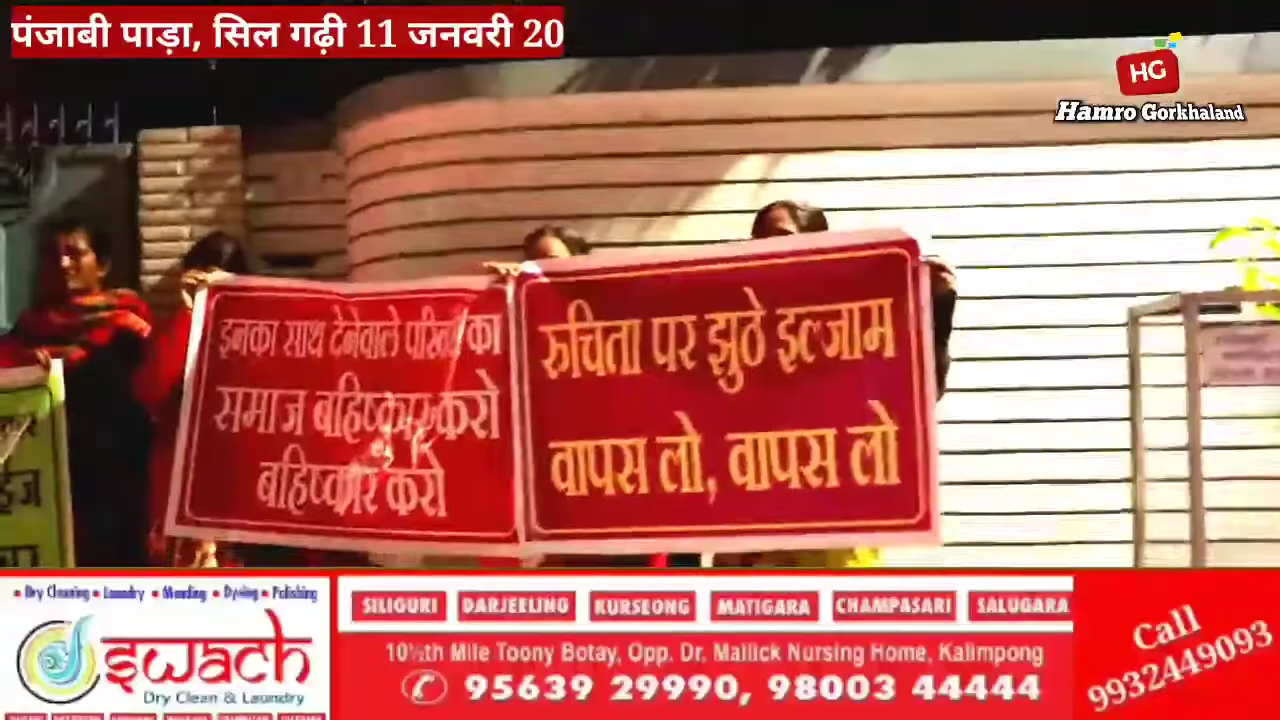 पंजाबी पाड़ा, सिल गढ़ी 11 जनवरी 20
HG
Hamro Gorkhaland
इनका साथ देनेवाले का
समाज बहिष्कार करो
बहिष्कार करो
रुचिता पर झुठे इल्जाम
वापस लो, वापस लो
• Dry Cleaning • Laundry • Mending • Dyeing • Polishing
swach
Dry Clean & Laundry
SILIGURI DARJEELING KURSEONG MATIGARA CHAMPASARI SALUGARA
10½th Mile Toony Botay, Opp. Dr. Mallick Nursing Home, Kalimpong
95639 29990, 98003 44444
Call
9932449093